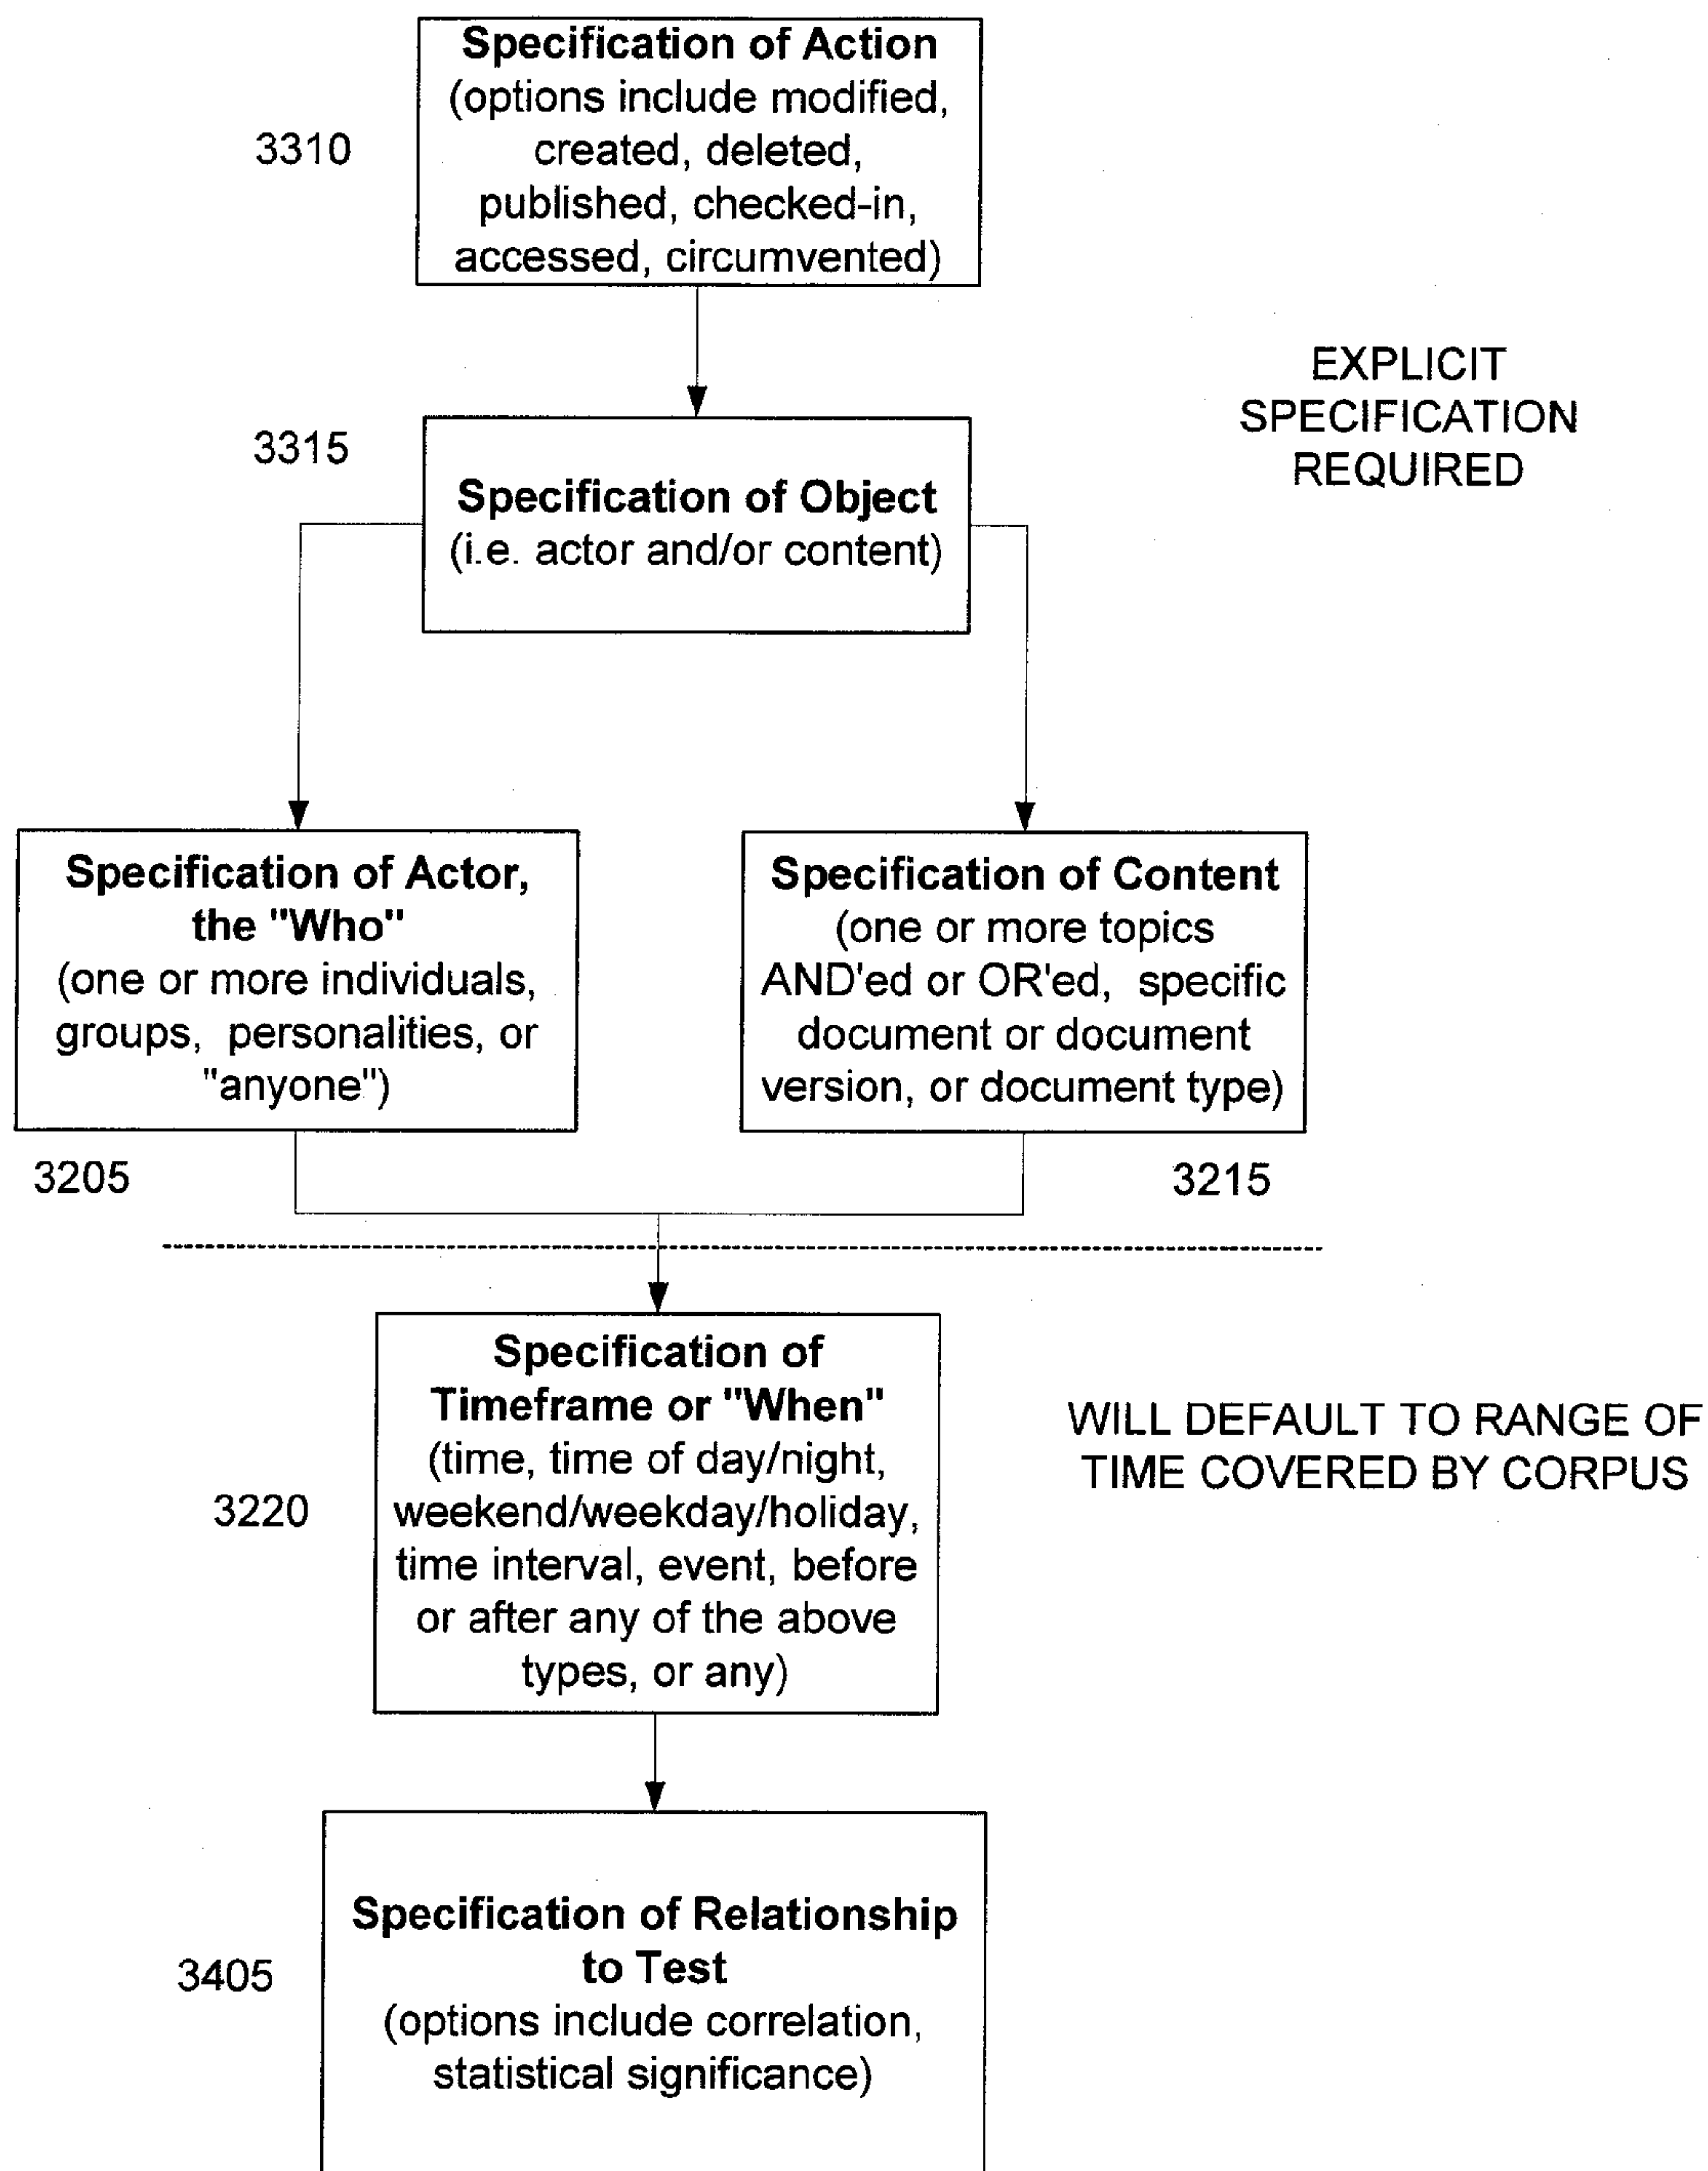 Specification of Action
(options include modified,
created, deleted,
published, checked-in,
accessed, circumvented)
3310
EXPLICIT
SPECIFICATION
REQUIRED
3315
Specification of Object
(i.e. actor and/or content)
Specification of Actor,
the "Who"
(one or more individuals,
groups, personalities, or
"anyone")
3205
Specification of Content
(one or more topics
AND'ed or OR'ed, specific
document or document
version, or document type)
3215
Specification of
Timeframe or "When"
(time, time of day/night,
weekend/weekday/holiday,
time interval, event, before
or after any of the above
types, or any)
3220
WILL DEFAULT TO RANGE OF
TIME COVERED BY CORPUS
Specification of Relationship
to Test
(options include correlation,
statistical significance)
3405